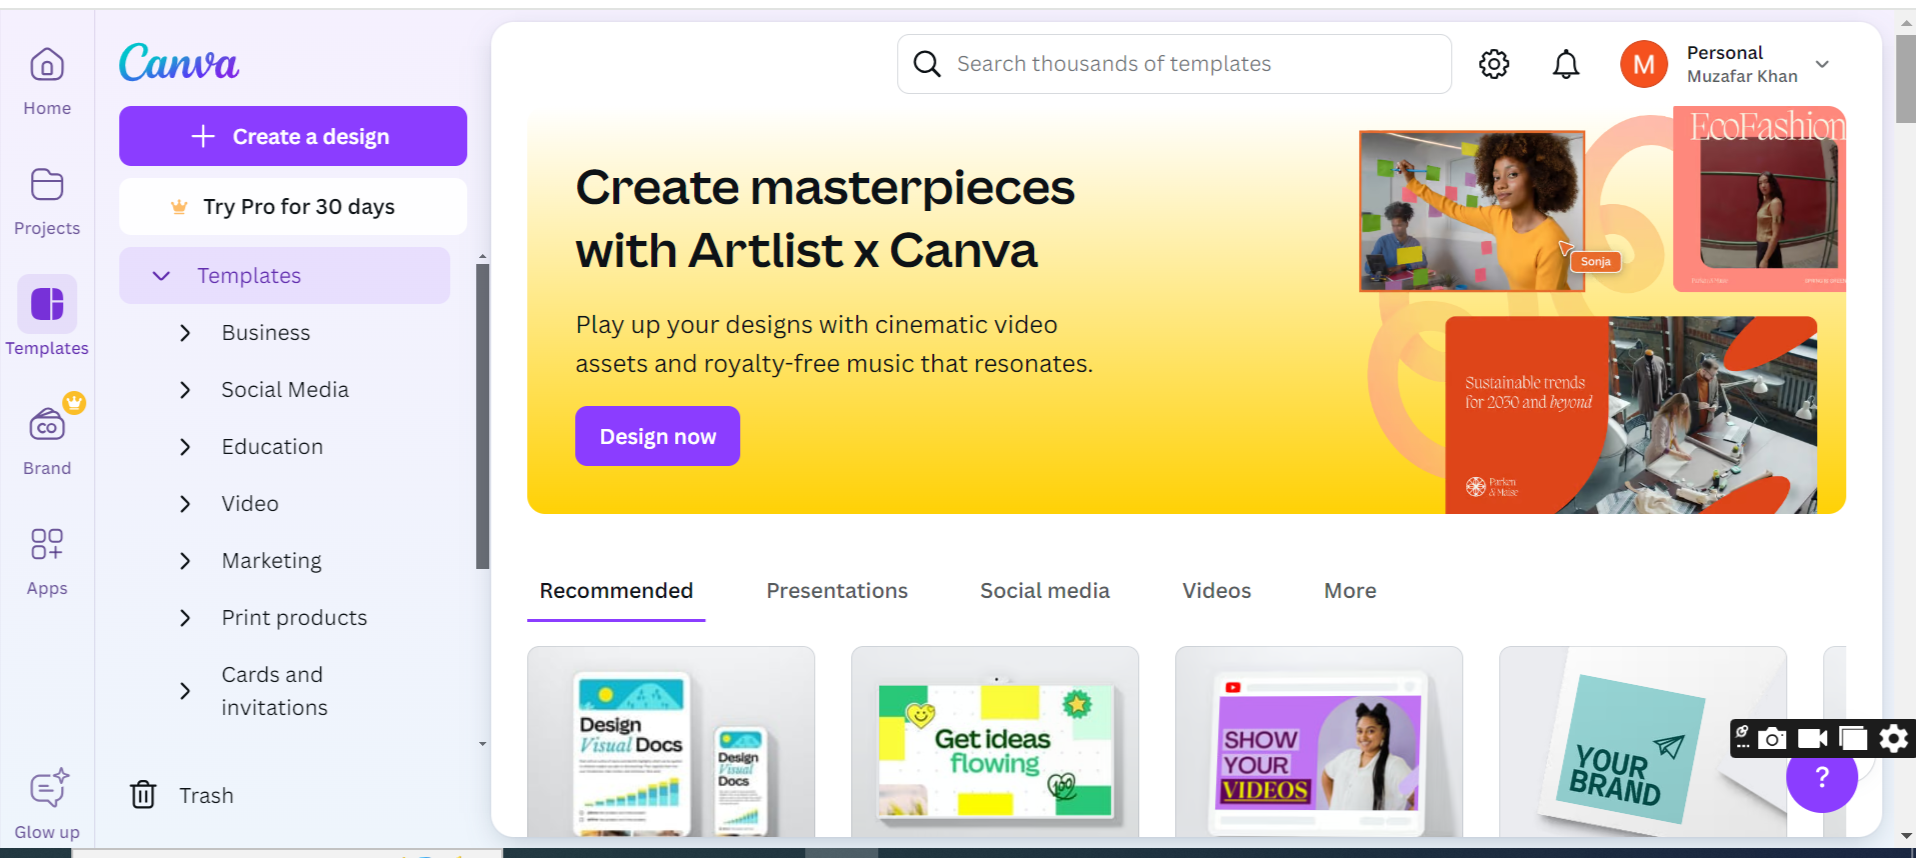 Home
Projects
Templates
Brand
Apps
Glow up
Canva
Create a design
Try Pro for 30 days
Templates
Business
Social Media
Education
Video
Marketing
Print products
Cards and
invitations
Trash
Search thousands of templates
M
Personal
Muzafar Khan
Create masterpieces
with Artlist x Canva
Play up your designs with cinematic video
assets and royalty-free music that resonates.
Design now
Sonja
EcoFashion
Sustainable trends
for 2030 and beyond
Parken
& Maise
Recommended
Presentations
Social media
Videos
More
Design
Visual Docs
Design
Visual
Docs
Get ideas
flowing
100
SHOW
YOUR
VIDEOS
YOUR
BRAND
?
CO